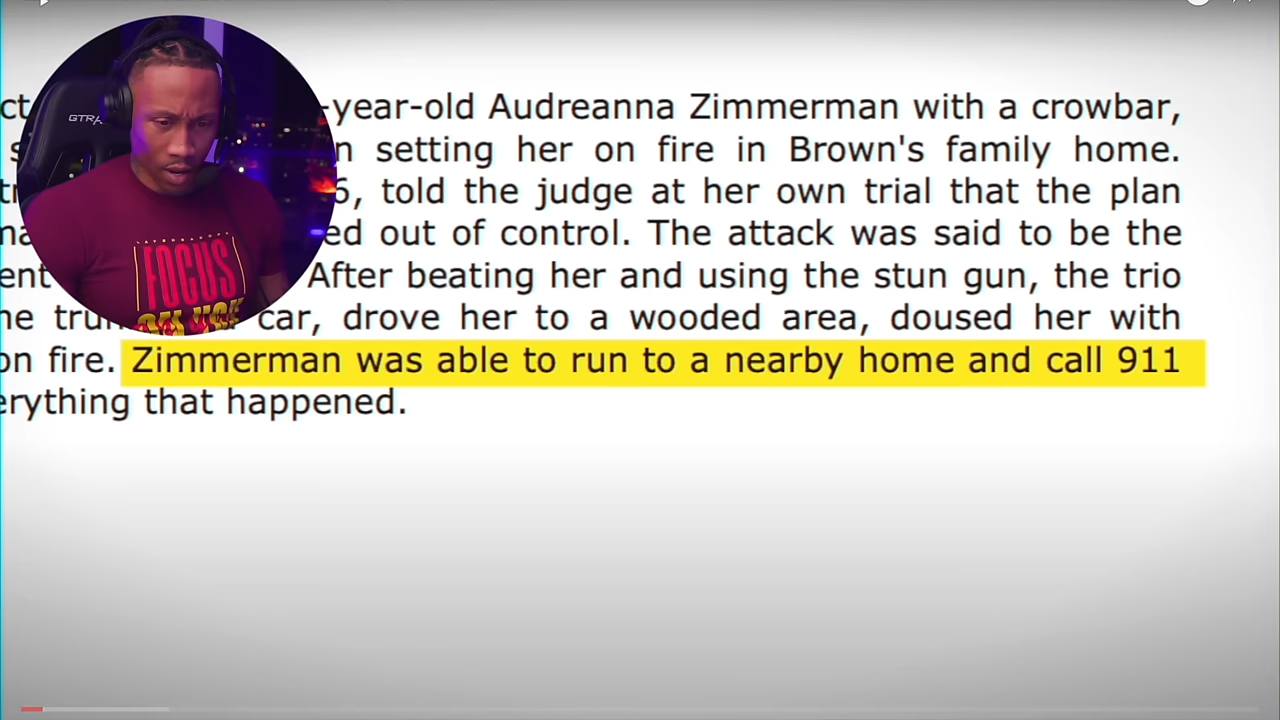 GTRA
FOCUS
-year-old Audreanna Zimmerman with a crowbar,
setting her on fire in Brown's family home.
6, told the judge at her own trial that the plan
ed out of control. The attack was said to be the
After beating her and using the stun gun, the trio
car, drove her to a wooded area, doused her with
on fire. Zimmerman was able to run to a nearby home and call 911
erything that happened.